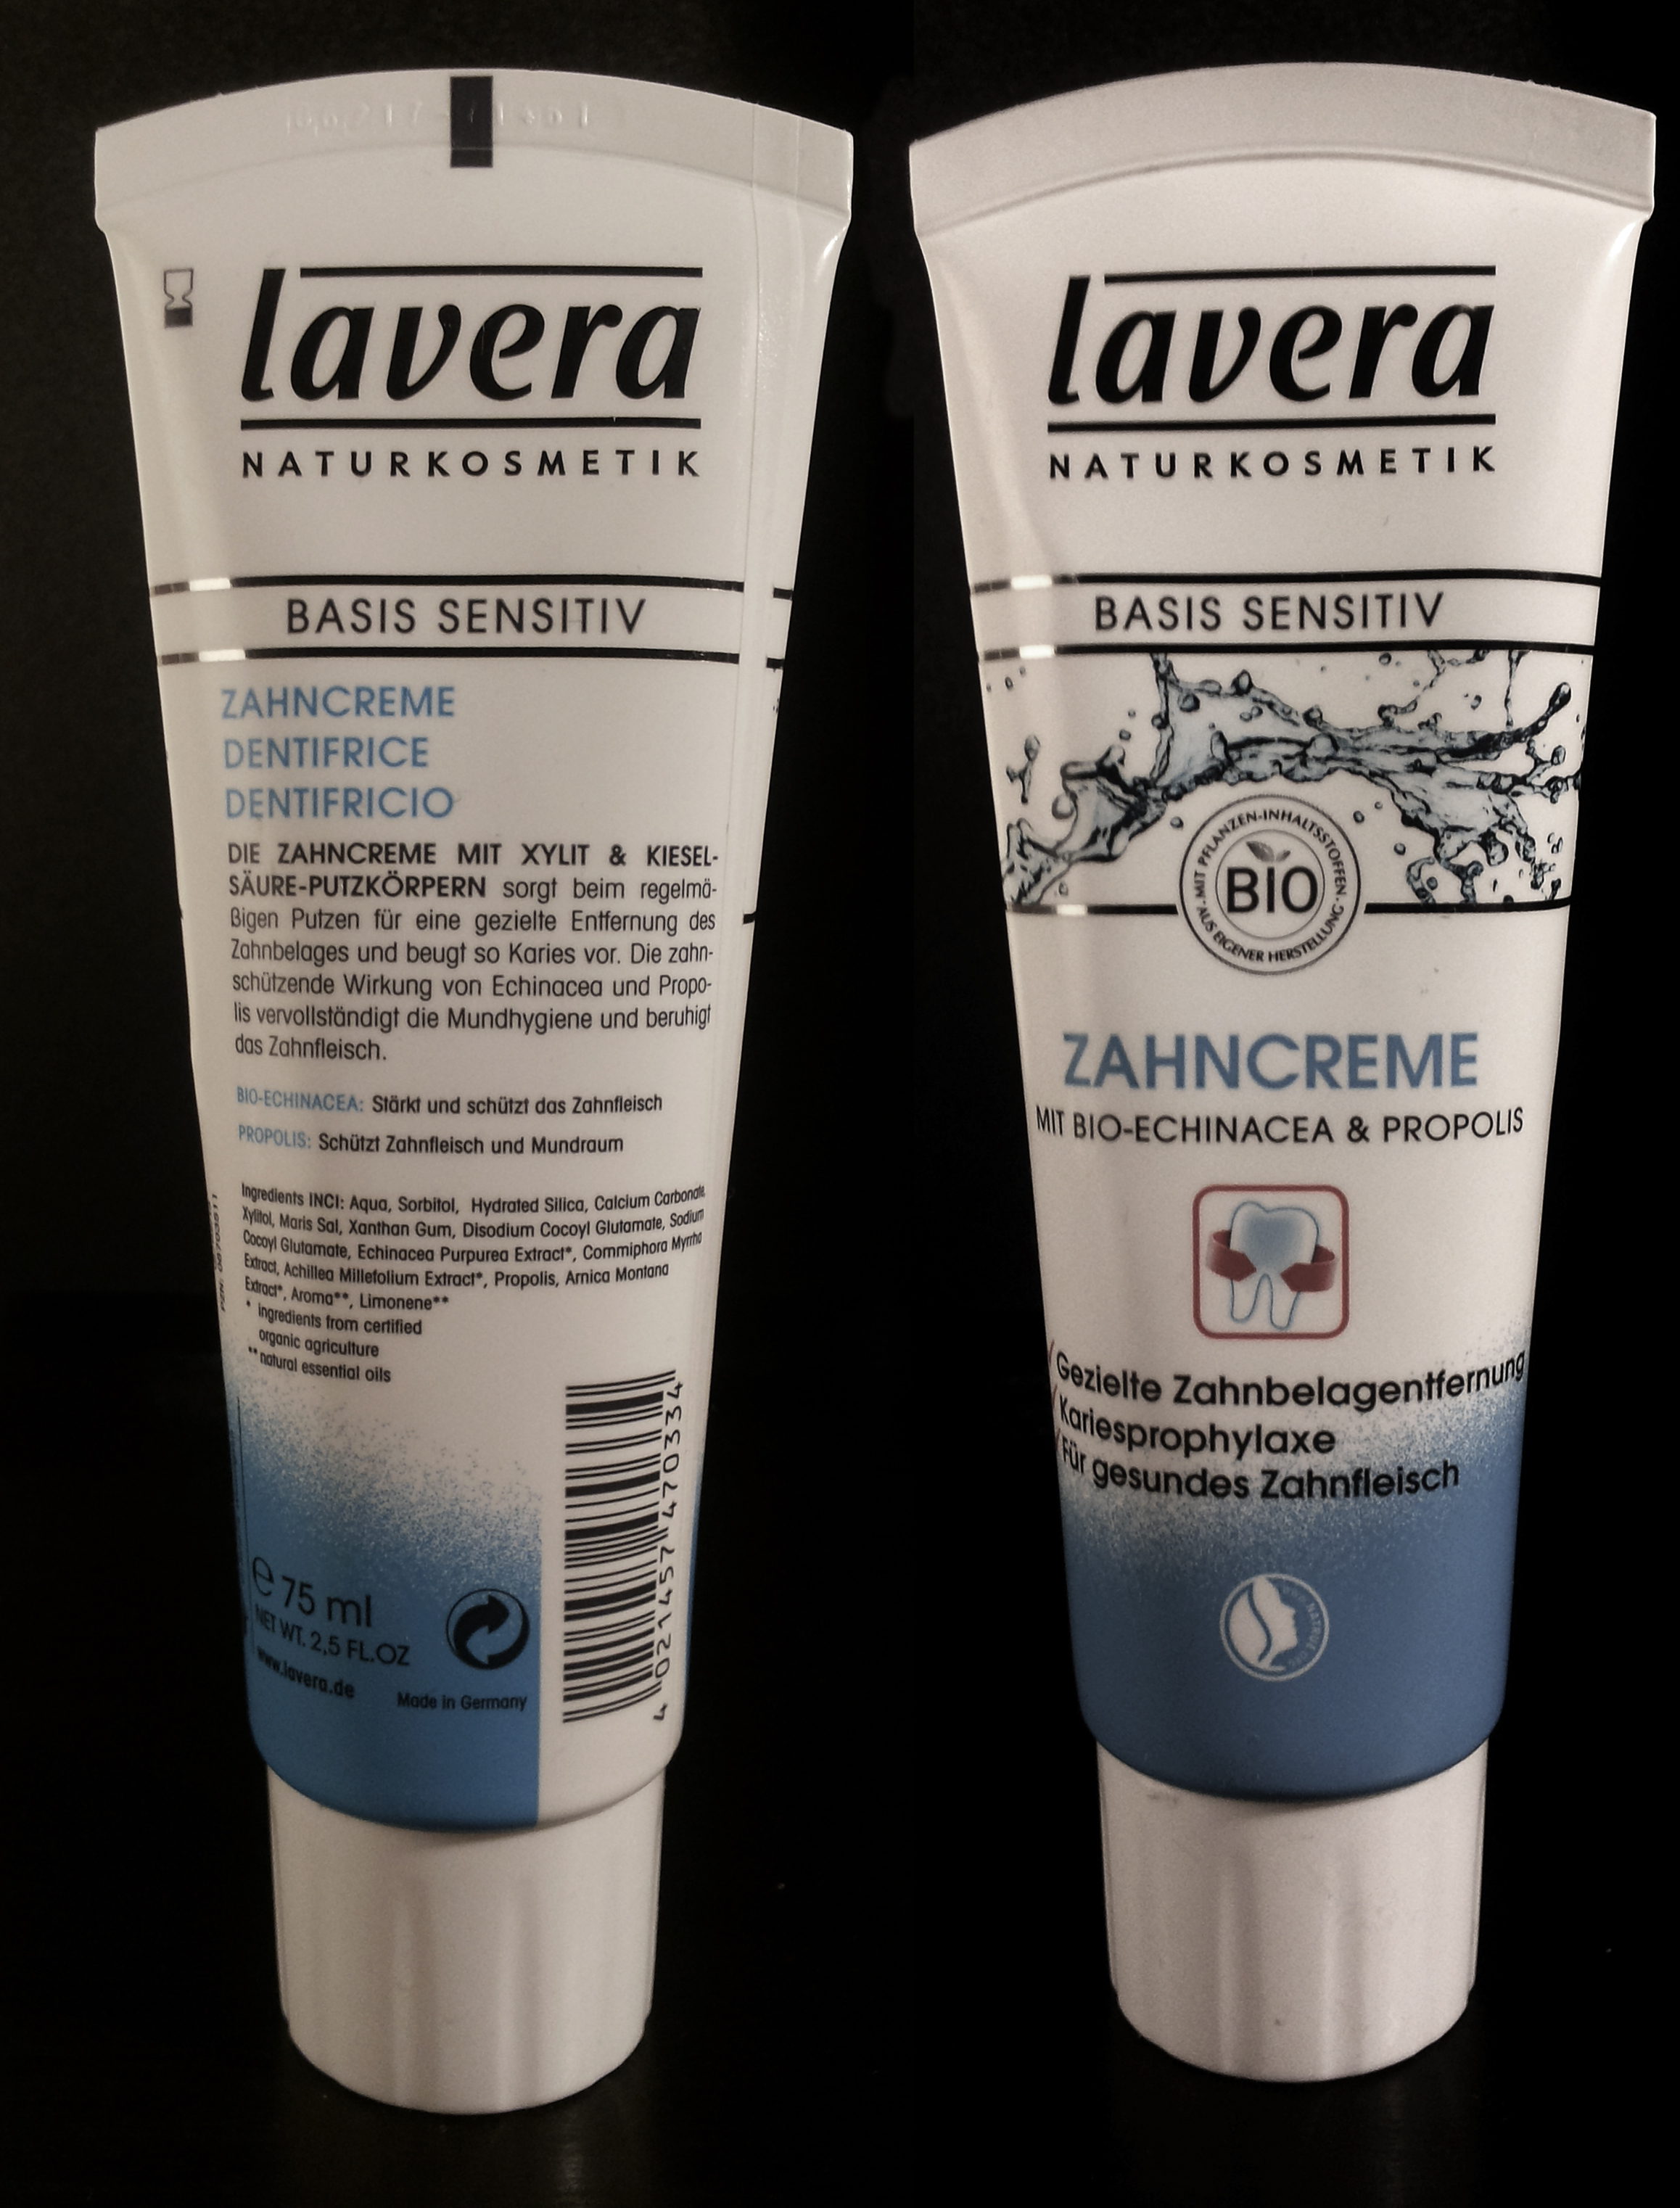 lavera
NATURKOSMETIK
BASIS SENSITIV
ZAHNCREME
DENTIFRICE
DENTIFRICIO
DIE ZAHNCREME MIT XYLIT & KIESEL-
SÄURE-PUTZKÖRPERN sorgt beim regelmä-
ßigen Putzen für eine gezielte Entfernung des
Zahnbelages und beugt so Karies vor. Die zahn-
schützende Wirkung von Echinacea und Propo-
lis vervollständigt die Mundhygiene und beruhigt
das Zahnfleisch.
BIO-ECHINACEA: Stärkt und schützt das Zahnfleisch
PROPOLIS: Schützt Zahnfleisch und Mundraum
Ingredients INCI: Aqua, Sorbitol, Hydrated Silica, Calcium Carbonate,
Xylitol, Maris Sal, Xanthan Gum, Disodium Cocoyl Glutamate, Sodium
Cocoyl Glutamate, Echinacea Purpurea Extract*, Commiphora Myrrha
Extract, Achillea Millefolium Extract*, Propolis, Arnica Montana
Extract*, Aroma**, Limonene**
* ingredients from certified
organic agriculture
** natural essential oils
e 75 ml
NET WT. 2,5 FL.OZ
www.lavera.de
Made in Germany
4 021457 470334
lavera
NATURKOSMETIK
BASIS SENSITIV
MIT PFLANZEN-INHALTSSTOFFEN
BIO
AUS EIGENER HERSTELLUNG
ZAHNCREME
MIT BIO-ECHINACEA & PROPOLIS
Gezielte Zahnbelagentfernung
Kariesprophylaxe
Für gesundes Zahnfleisch